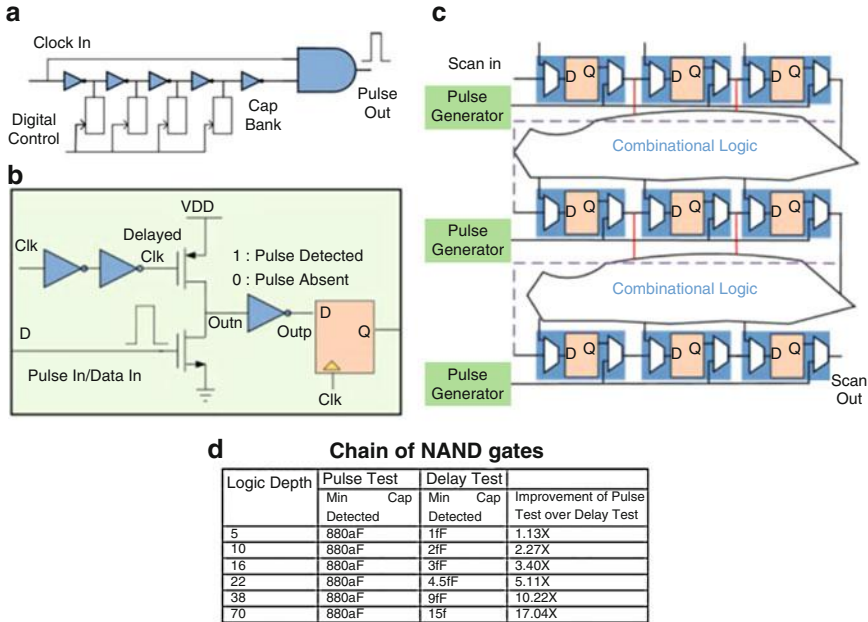 a
Clock In
Digital
Control
Cap
Bank
Pulse
Out
b
VDD
Clk
Delayed
Clk
1 : Pulse Detected
0 : Pulse Absent
Outn
Outp
D
Q
D
Pulse In/Data In
Clk
c
Scan in
D Q
D Q
D Q
Pulse
Generator
Combinational Logic
D Q
D Q
D Q
Pulse
Generator
Combinational Logic
D Q
D Q
D Q
Pulse
Generator
Scan
Out
d
Chain of NAND gates
Logic Depth Pulse Test Delay Test
Min Cap Min Cap Improvement of Pulse
Detected Detected Test over Delay Test
5 880aF 1fF 1.13X
10 880aF 2fF 2.27X
16 880aF 3fF 3.40X
22 880aF 4.5fF 5.11X
38 880aF 9fF 10.22X
70 880aF 15f 17.04X